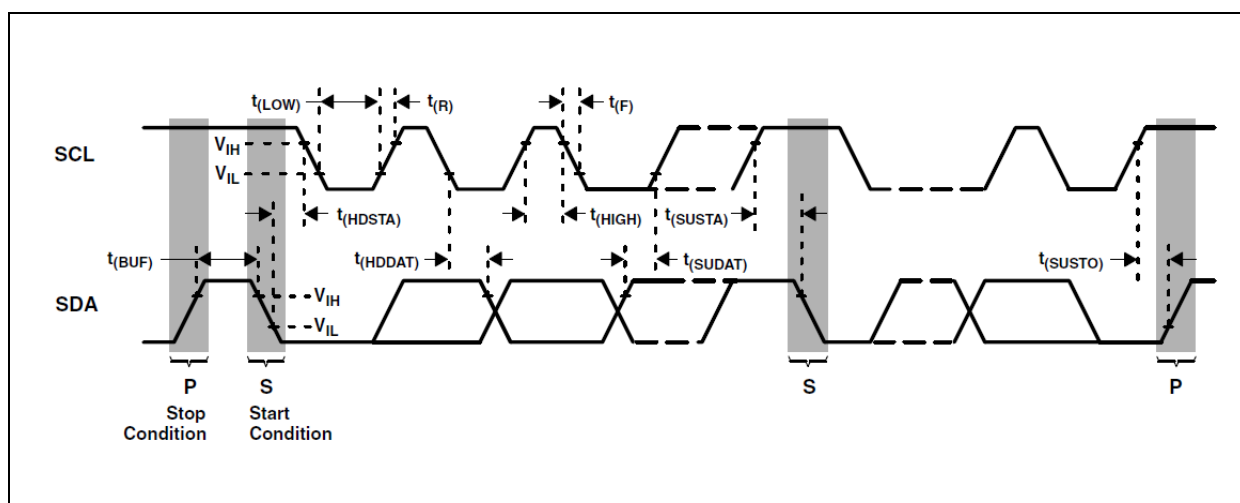 t(LOW)
t(R)
t(F)
SCL
VIH
VIL
t(HDSTA)
t(HIGH)
t(SUSTA)
t(BUF)
t(HDDAT)
t(SUDAT)
t(SUSTO)
SDA
VIH
VIL
P
S
S
P
Stop
Condition
Start
Condition